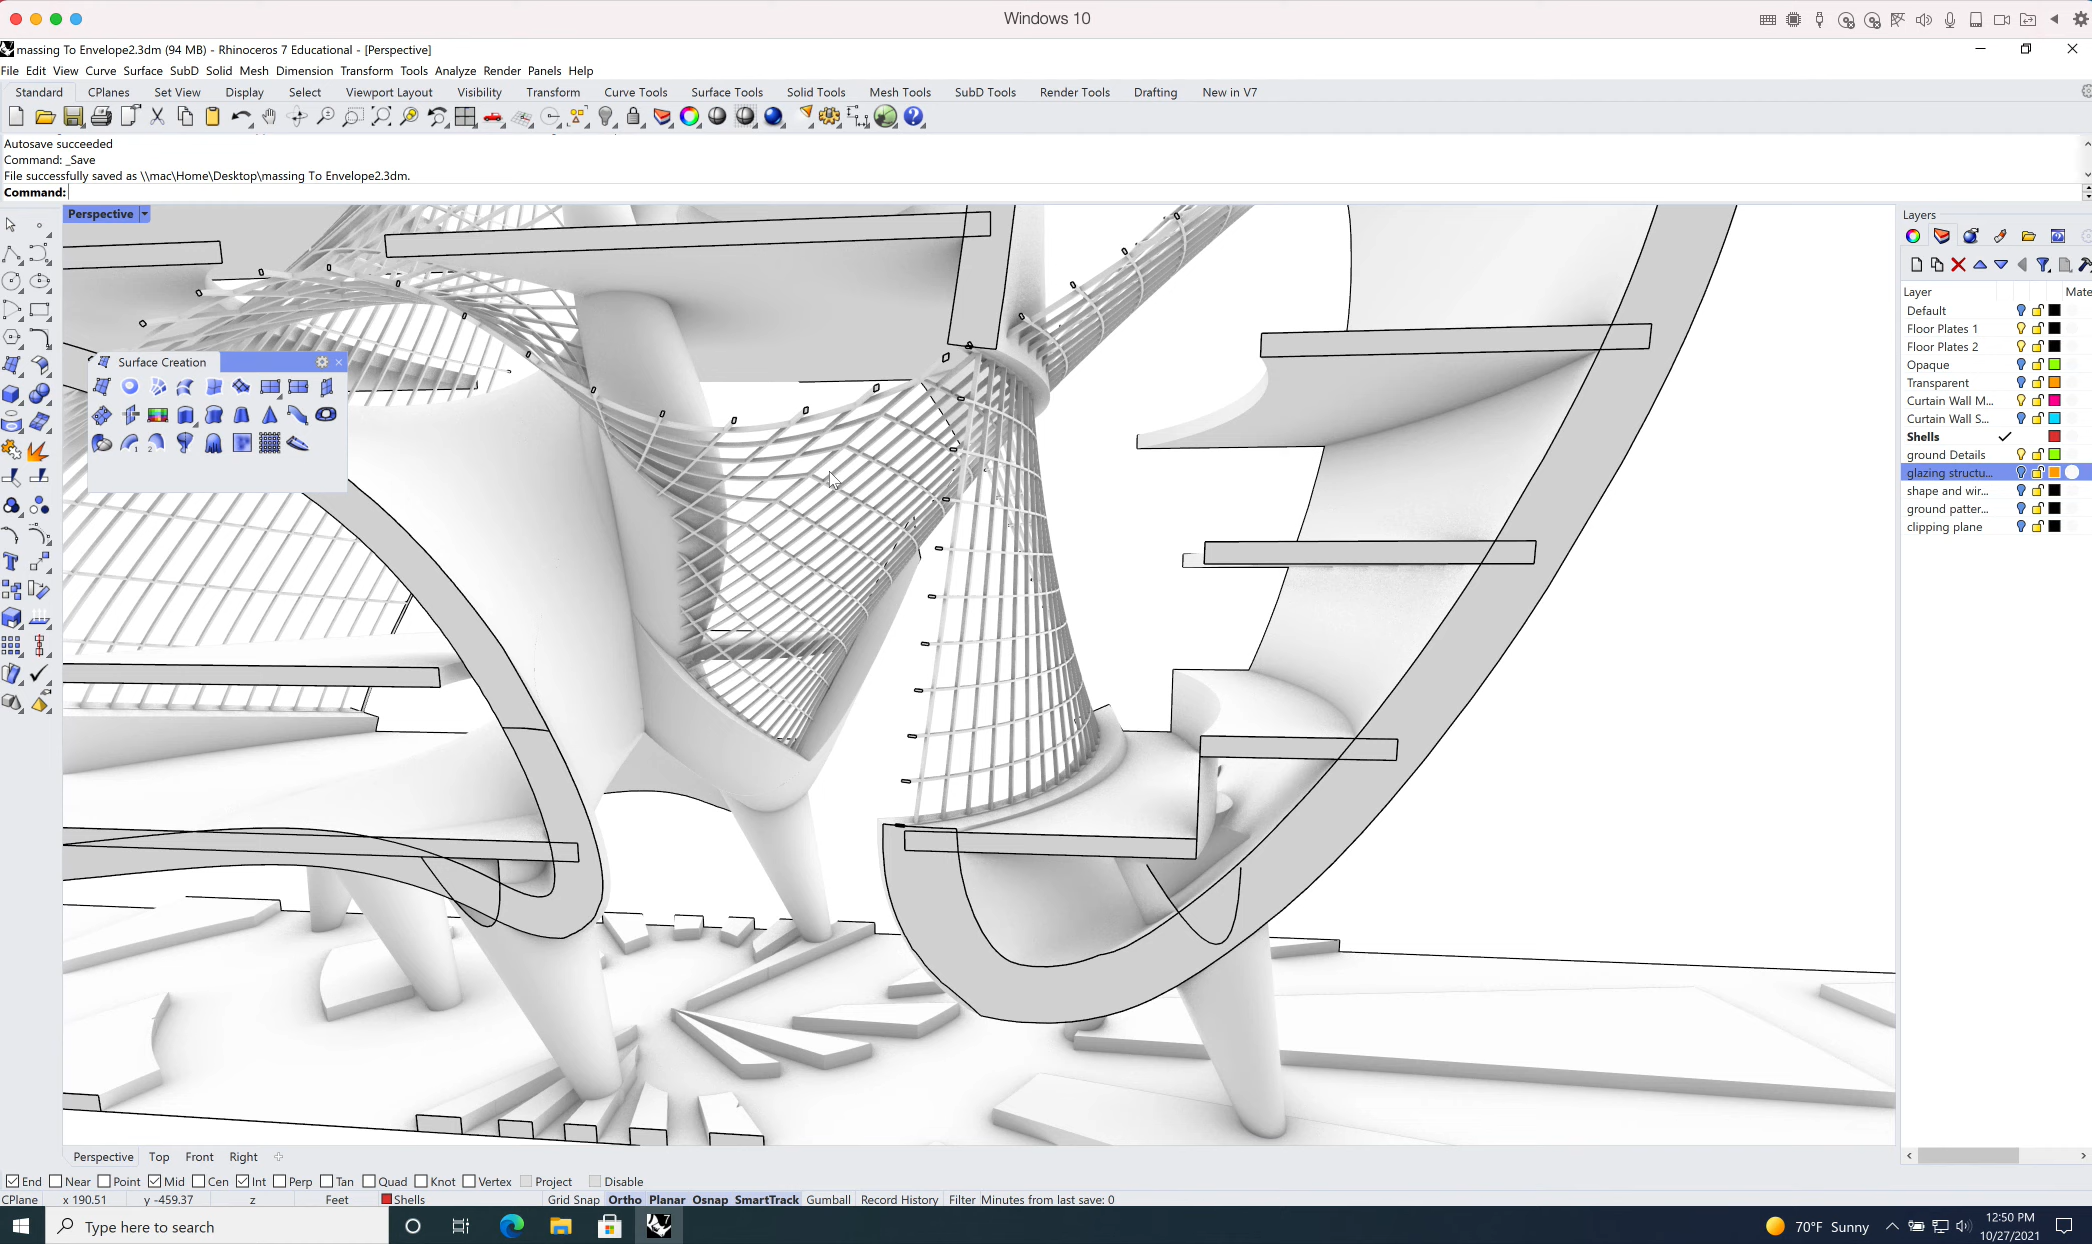 Windows 10
massing To Envelope2.3dm (94 MB) - Rhinoceros 7 Educational - [Perspective]
File Edit View Curve Surface SubD Solid Mesh Dimension Transform Tools Analyze Render Panels Help
Standard CPlanes Set View Display Select Viewport Layout Visibility Transform Curve Tools Surface Tools Solid Tools Mesh Tools SubD Tools Render Tools Drafting New in V7
Autosave succeeded
Command: _Save
File successfully saved as \\mac\Home\Desktop\massing To Envelope2.3dm.
Command:
Perspective
Surface Creation
Layers
Layer Mate
Default
Floor Plates 1
Floor Plates 2
Opaque
Transparent
Curtain Wall M...
Curtain Wall S...
Shells
ground Details
glazing structu...
shape and wir...
ground patter...
clipping plane
Perspective Top Front Right
End Near Point Mid Cen Int Perp Tan Quad Knot Vertex Project Disable
CPlane x 190.51 y -459.37 z Feet Shells Grid Snap Ortho Planar Osnap SmartTrack Gumball Record History Filter Minutes from last save: 0
Type here to search
70°F Sunny
12:50 PM
10/27/2021